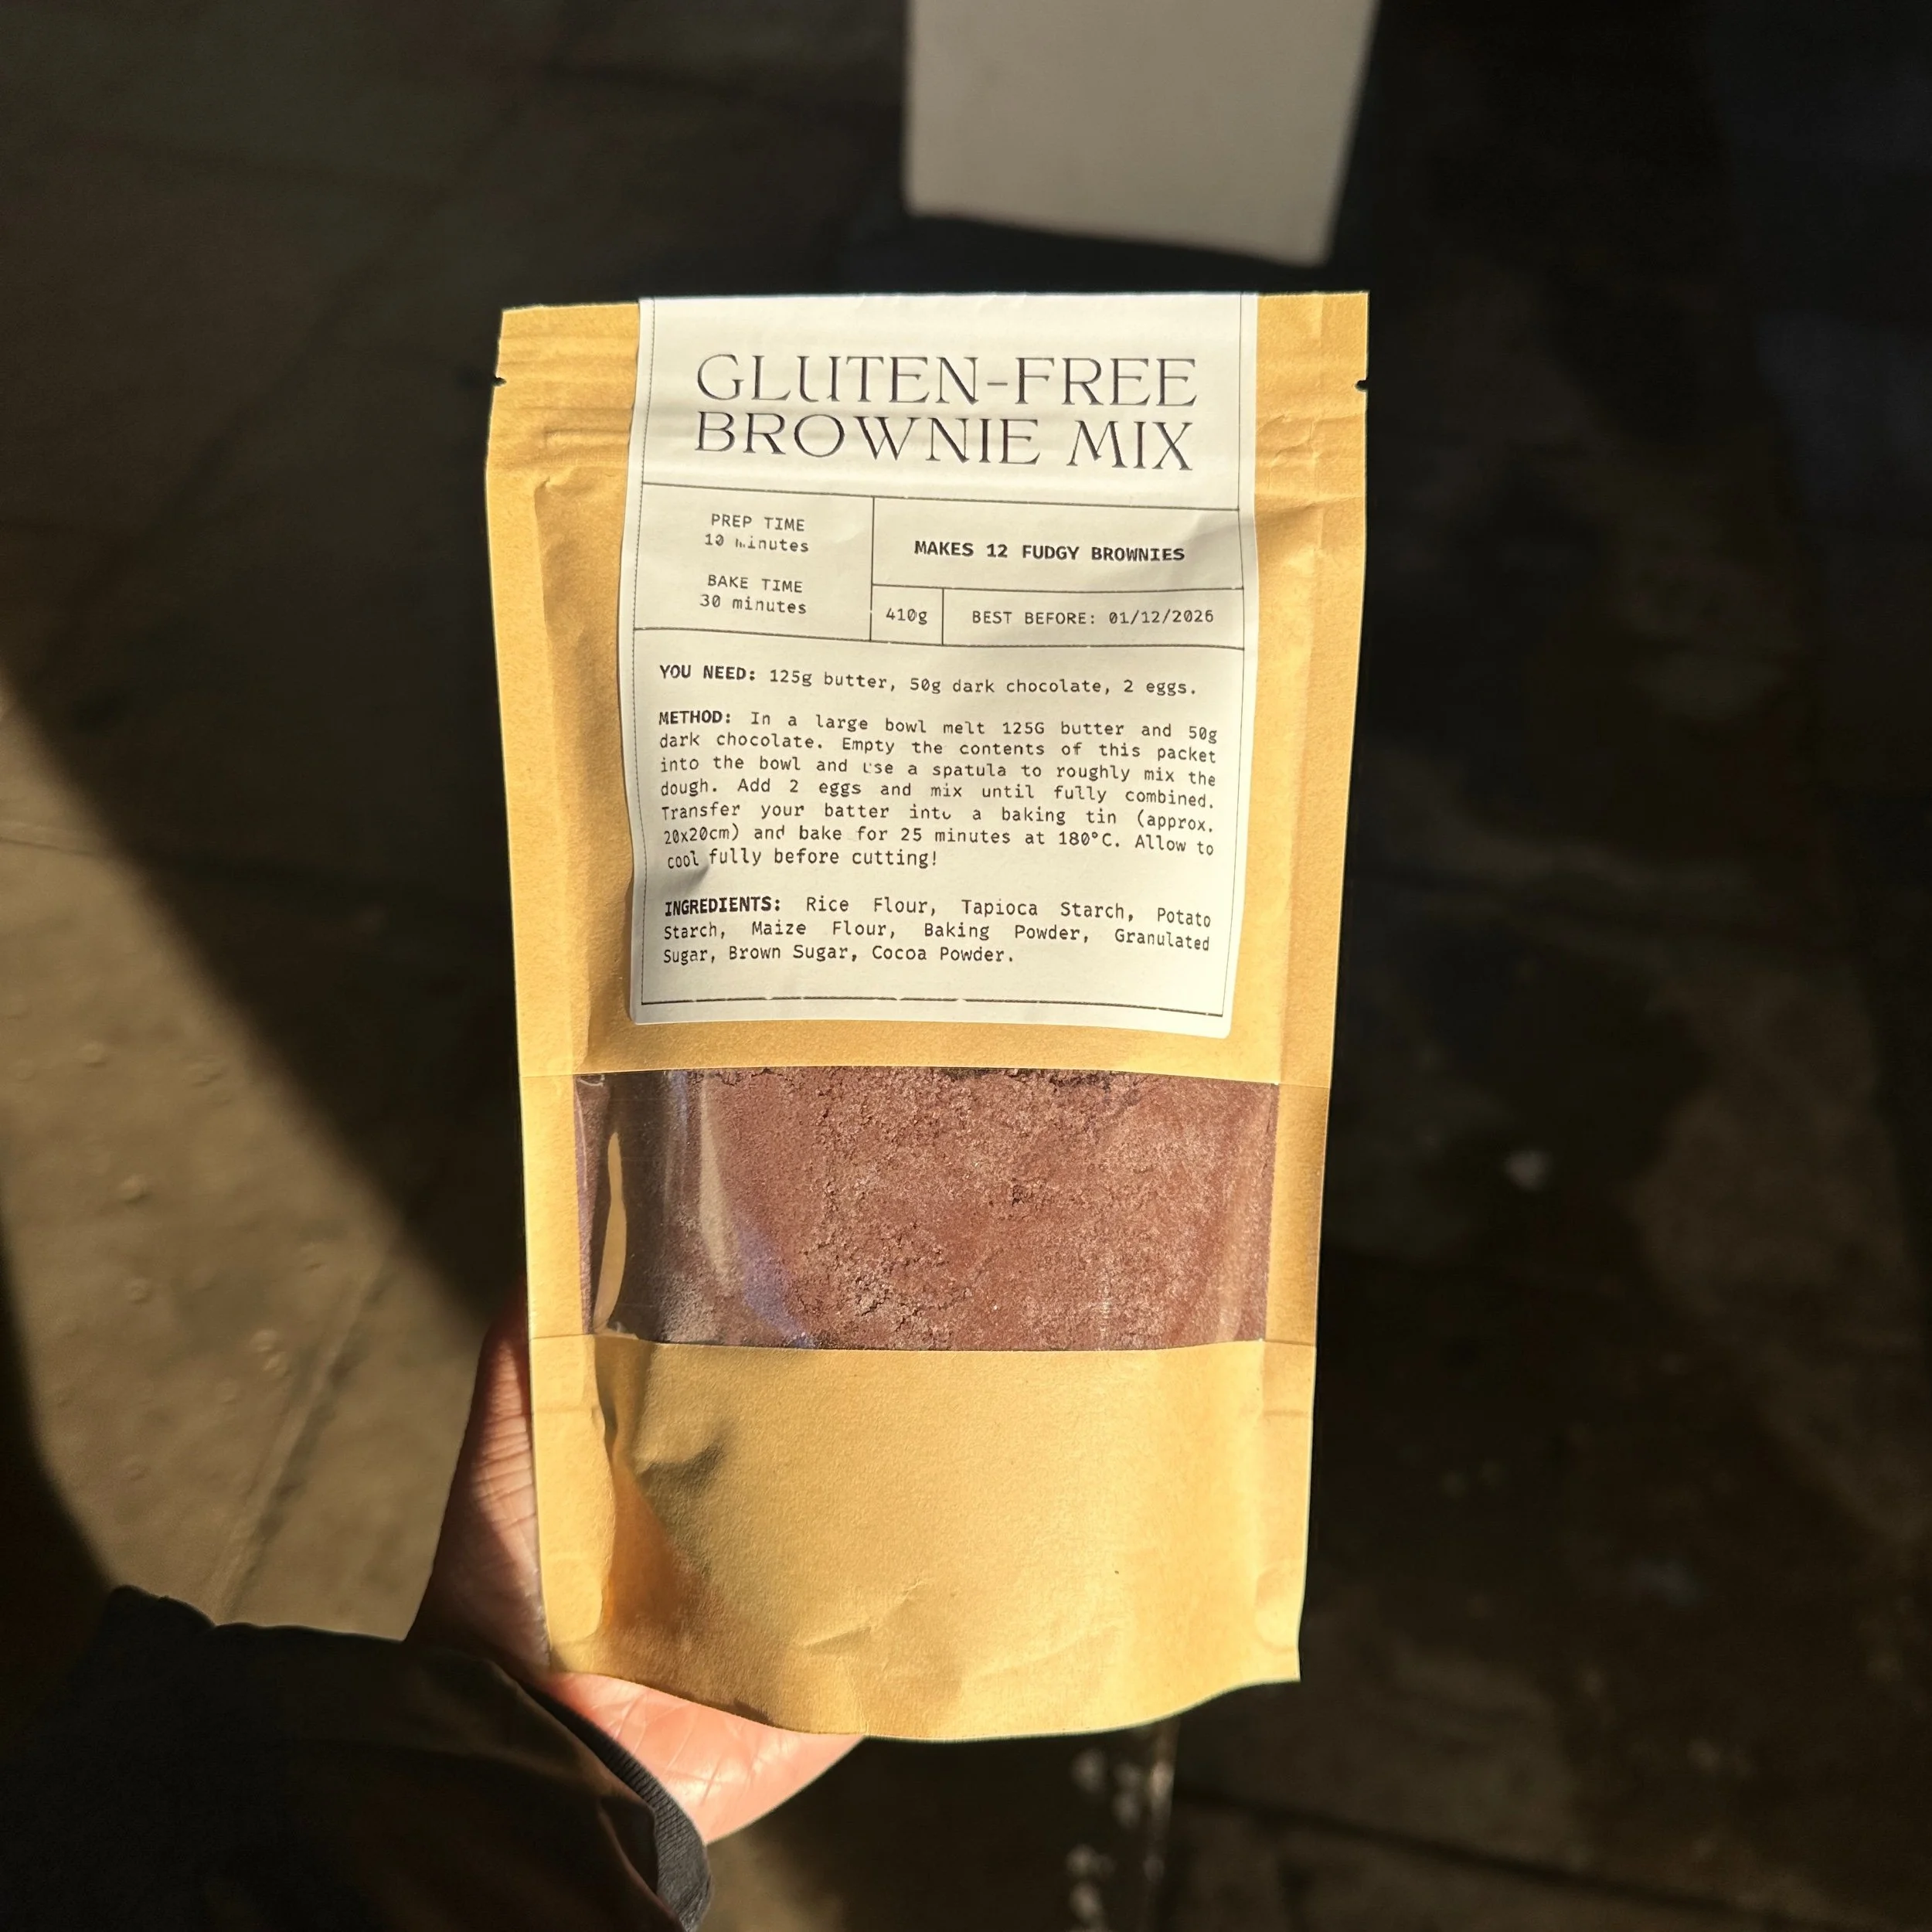 GLUTEN-FREE
BROWNIE MIX
PREP TIME
10 minutes
BAKE TIME
30 minutes
MAKES 12 FUDGY BROWNIES
410g
BEST BEFORE: 01/12/2026
YOU NEED: 125g butter, 50g dark chocolate, 2 eggs.
METHOD: In a large bowl melt 125G butter and 50g
dark chocolate. Empty the contents of this packet
into the bowl and use a spatula to roughly mix the
dough. Add 2 eggs and mix until fully combined.
Transfer your batter into a baking tin (approx.
20x20cm) and bake for 25 minutes at 180°C. Allow to
cool fully before cutting!
INGREDIENTS: Rice Flour, Tapioca Starch, Potato
Starch, Maize Flour, Baking Powder, Granulated
Sugar, Brown Sugar, Cocoa Powder.